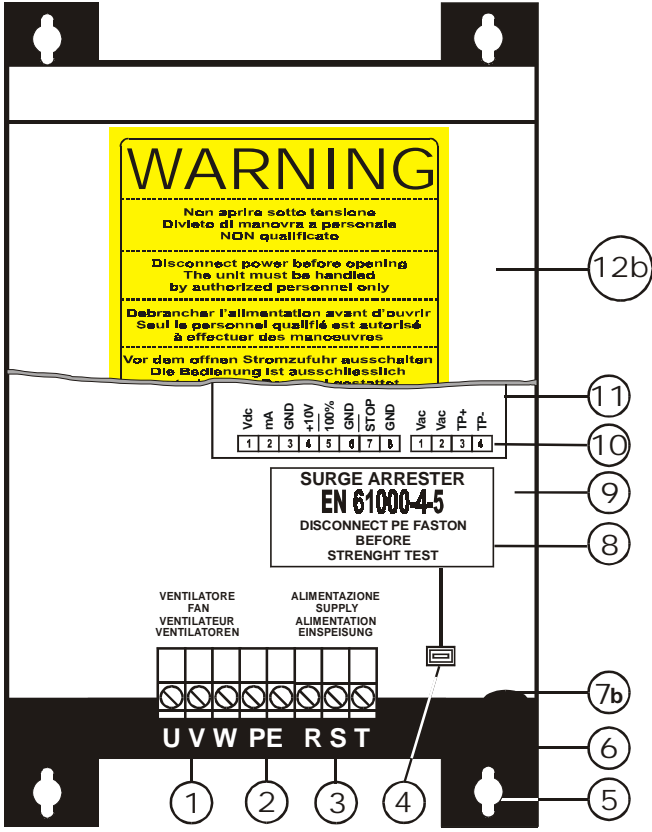 WARNING
Non aprire sotto tensione
Divieto di manovra a personale
NON qualificato
Disconnect power before opening
The unit must be handled
by authorized personnel only
Debrancher l'alimentation avant d'ouvrir
Seul le personnel qualifié est autorisé
à effectuer des manoeuvres
Vor dem offnen Stromzufuhr ausschalten
Die Bedienung ist ausschliesslich
gestattet
12b
11
Vdc mA GND +10V 100% GND STOP GND Vac Vac TP+ TP-
1 2 3 4 5 6 7 8 1 2 3 4
10
SURGE ARRESTER
EN 61000-4-5
DISCONNECT PE FASTON
BEFORE
STRENGHT TEST
9
8
VENTILATORE
FAN
VENTILATEUR
VENTILATOREN
ALIMENTAZIONE
SUPPLY
ALIMENTATION
EINSPEISUNG
7b
U V W PE R S T
6
1 2 3 4 5